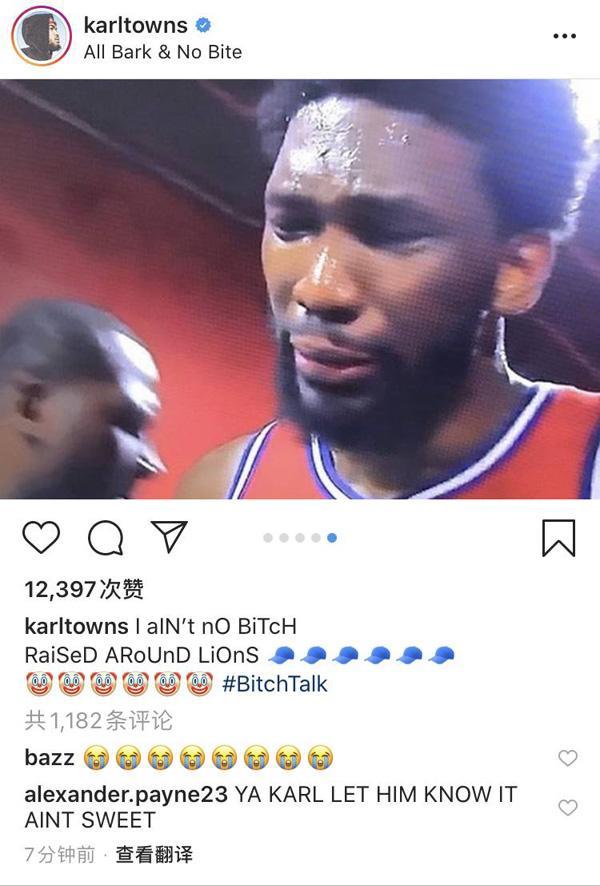 karltowns
All Bark & No Bite
12,397次赞
karltowns I aIN’t nO BiTcH
RaiSeD ARoUnD LiOnS 🧢🧢🧢🧢🧢🧢
🤡🤡🤡🤡🤡🤡 #BitchTalk
共1,182条评论
bazz 😭😭😭😭😭😭😭😭
alexander.payne23 YA KARL LET HIM KNOW IT
AINT SWEET
7分钟前 · 查看翻译